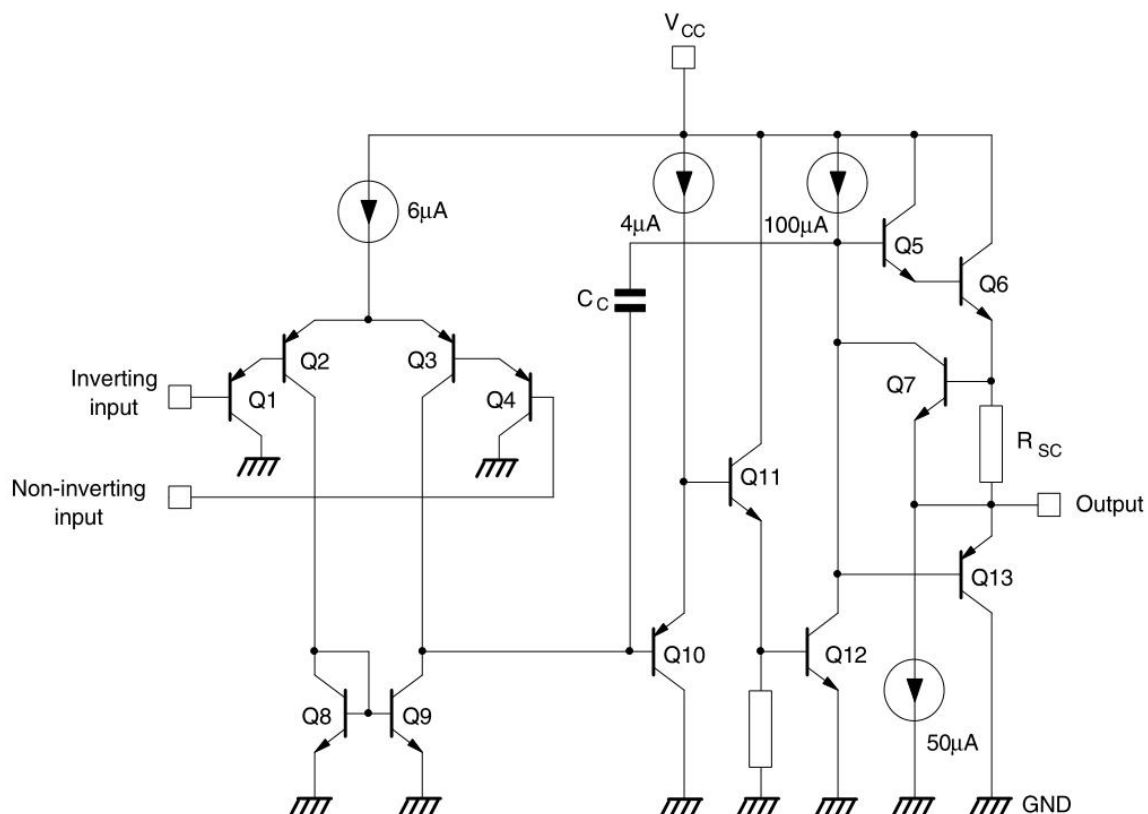 V CC
6μA
4μA
100μA
Q5
Q6
C C
Q2
Q3
Q1
Q4
Q7
Inverting
input
R SC
Non-inverting
input
Q11
Output
Q13
Q10
Q12
Q8
Q9
50μA
GND